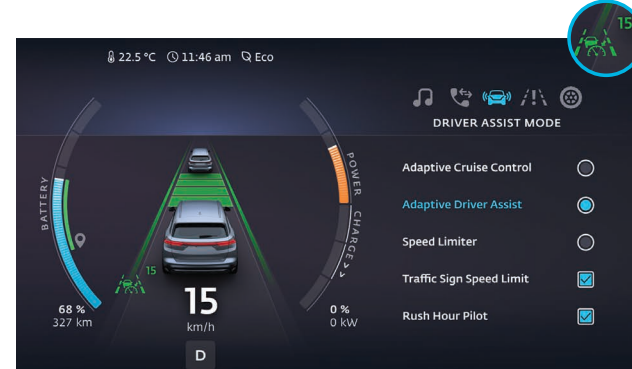 15
22.5 °C 11:46 am Eco
DRIVER ASSIST MODE
BATTERY
POWER
CHARGE
Adaptive Cruise Control
Adaptive Driver Assist
Speed Limiter
Traffic Sign Speed Limit
Rush Hour Pilot
15
15
km/h
68 %
327 km
0 %
0 kW
D